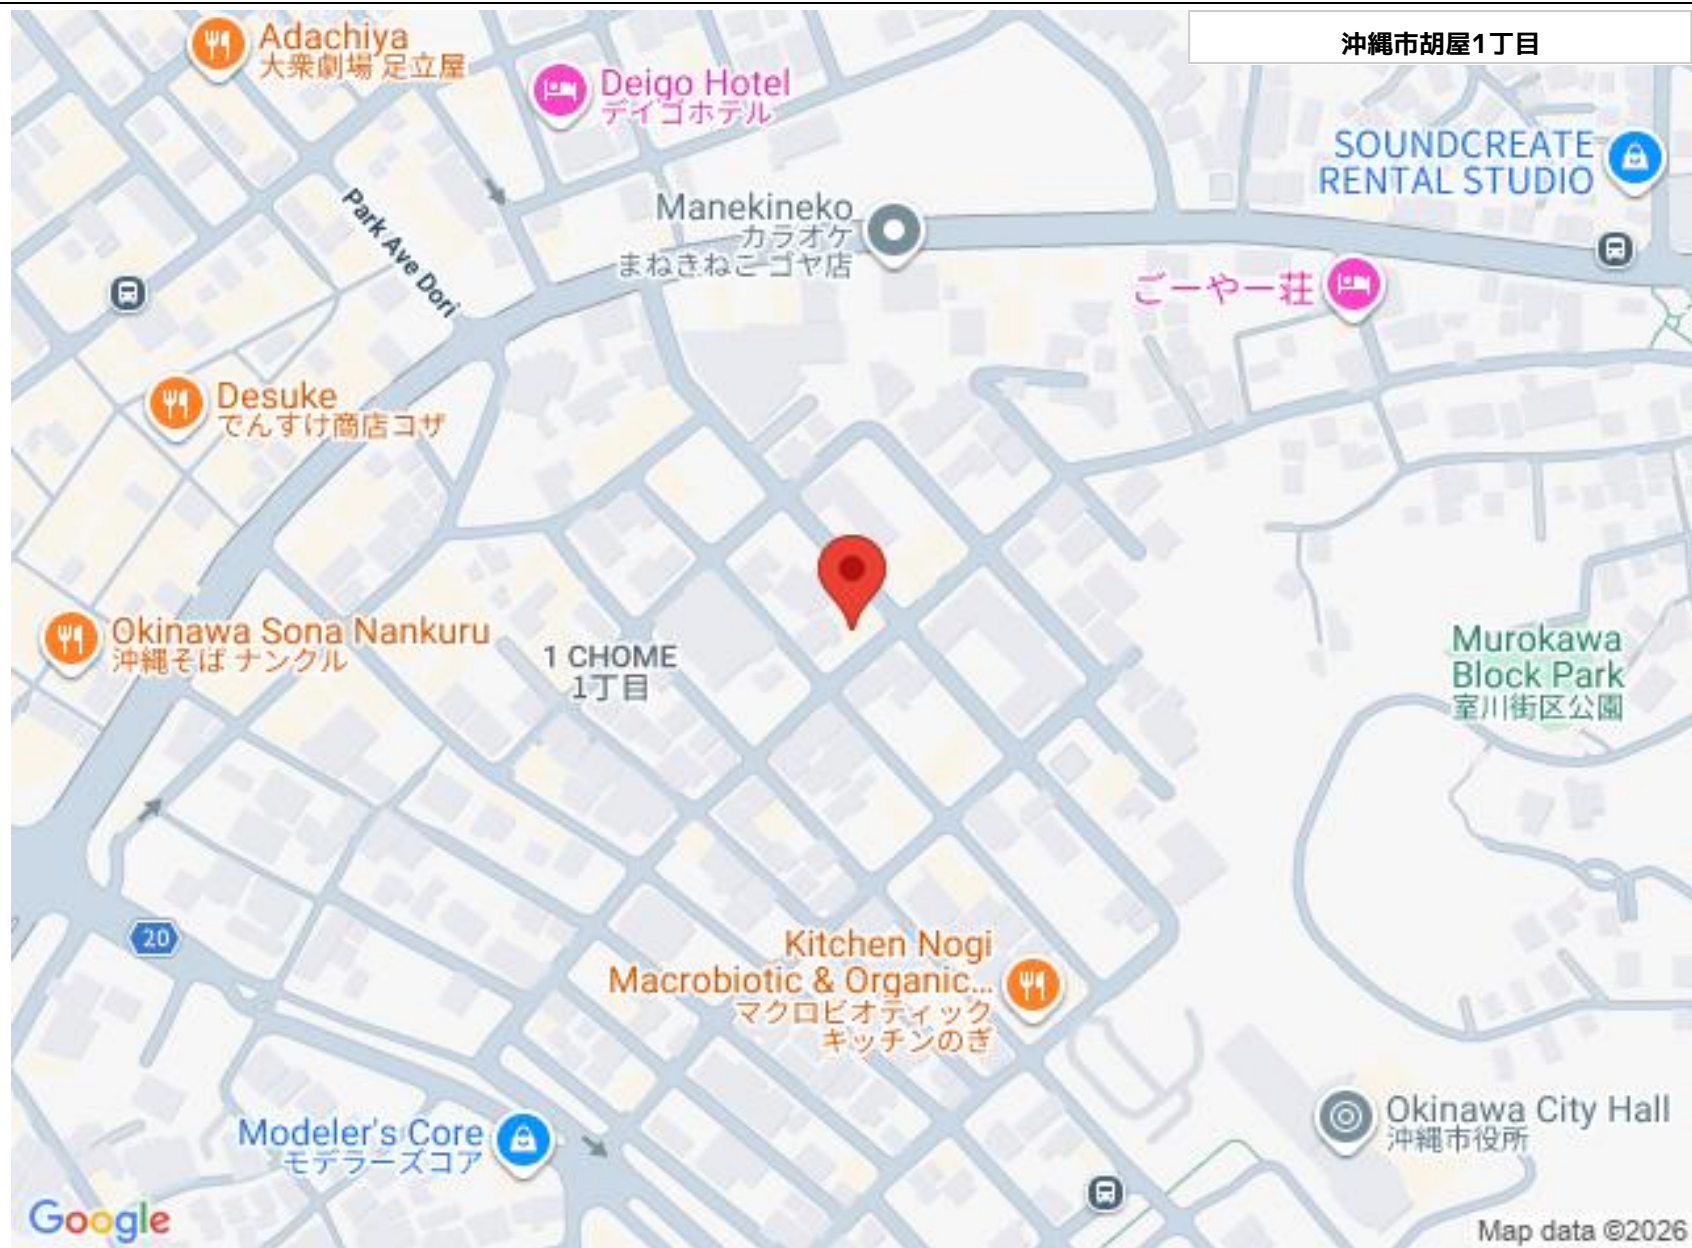 沖縄市胡屋1丁目
Adachiya
大衆劇場 足立屋
Deigo Hotel
デイゴホテル
SOUNDCREATE
RENTAL STUDIO
Park Ave Dori
Manekineko
カラオケ
まねきねこ ゴヤ店
ごーやー荘
Desuke
でんすけ商店コザ
Okinawa Sona Nankuru
沖縄そば ナンクル
1 CHOME
1丁目
Murokawa
Block Park
室川街区公園
20
Kitchen Nogi
Macrobiotic & Organic...
マクロビオティック
キッチンのぎ
Modeler's Core
モデラーズコア
Okinawa City Hall
沖縄市役所
Google
Map data ©2026